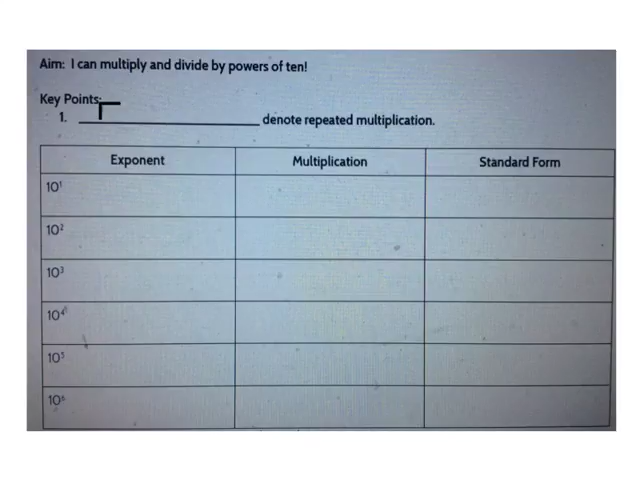 Aim: I can multiply and divide by powers of ten!
Key Points:
1. ____________________ denote repeated multiplication.
Exponent Multiplication Standard Form
10¹
10²
10³
10⁴
10⁵
10⁶